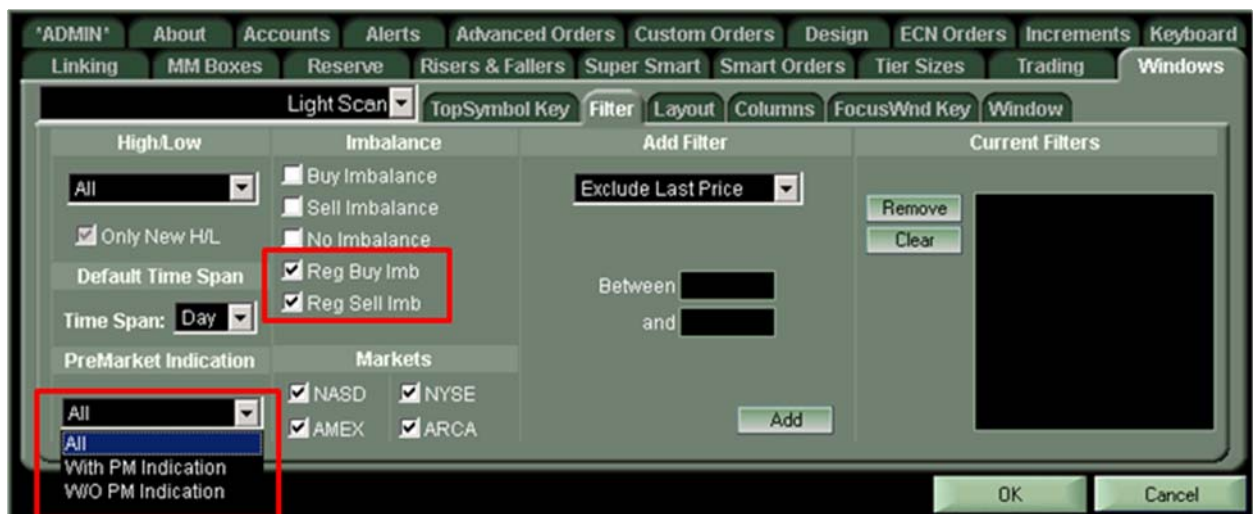 *ADMIN* About Accounts Alerts Advanced Orders Custom Orders Design ECN Orders Increments Keyboard
Linking MM Boxes Reserve Risers & Fallers Super Smart Smart Orders Tier Sizes Trading Windows
Light Scan TopSymbol Key Filter Layout Columns FocusWnd Key Window
High/Low
All
Only New H/L
Default Time Span
Time Span: Day
PreMarket Indication
All
All
With PM Indication
W/O PM Indication
Imbalance
Buy Imbalance
Sell Imbalance
No Imbalance
Reg Buy Imb
Reg Sell Imb
Markets
NASD NYSE
AMEX ARCA
Add Filter
Exclude Last Price
Between
and
Add
Current Filters
Remove
Clear
OK Cancel